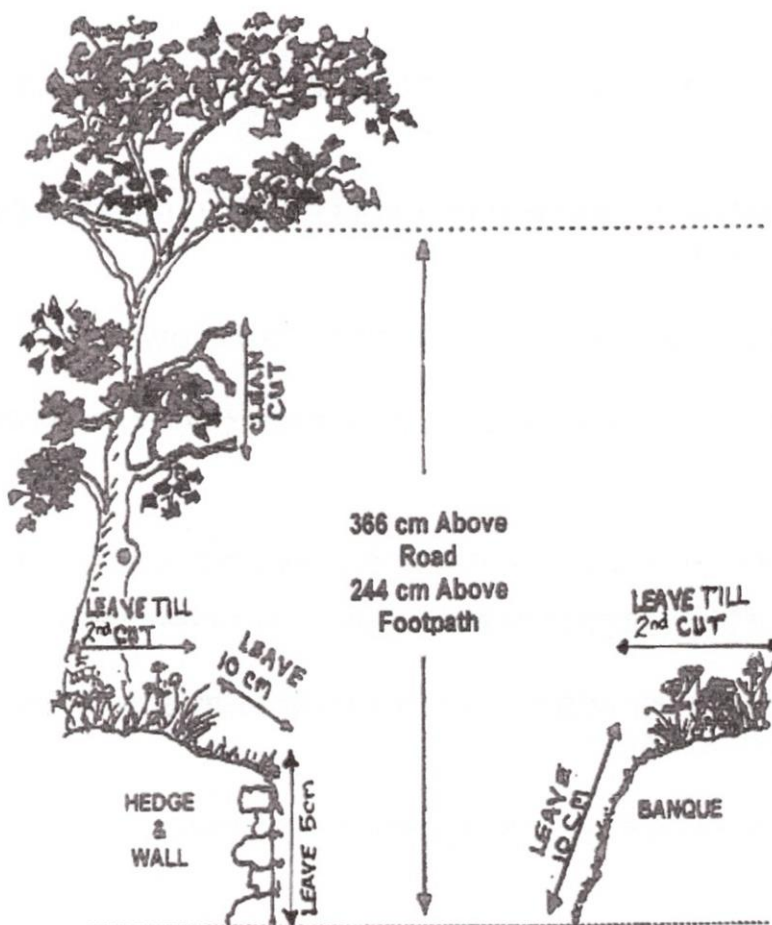 CLEAN
CUT
366 cm Above
Road
244 cm Above
Footpath
LEAVE TILL
2nd CUT
LEAVE
10 CM
LEAVE TILL
2nd CUT
HEDGE
&
WALL
LEAVE 5cm
LEAVE
10 CM
BANQUE